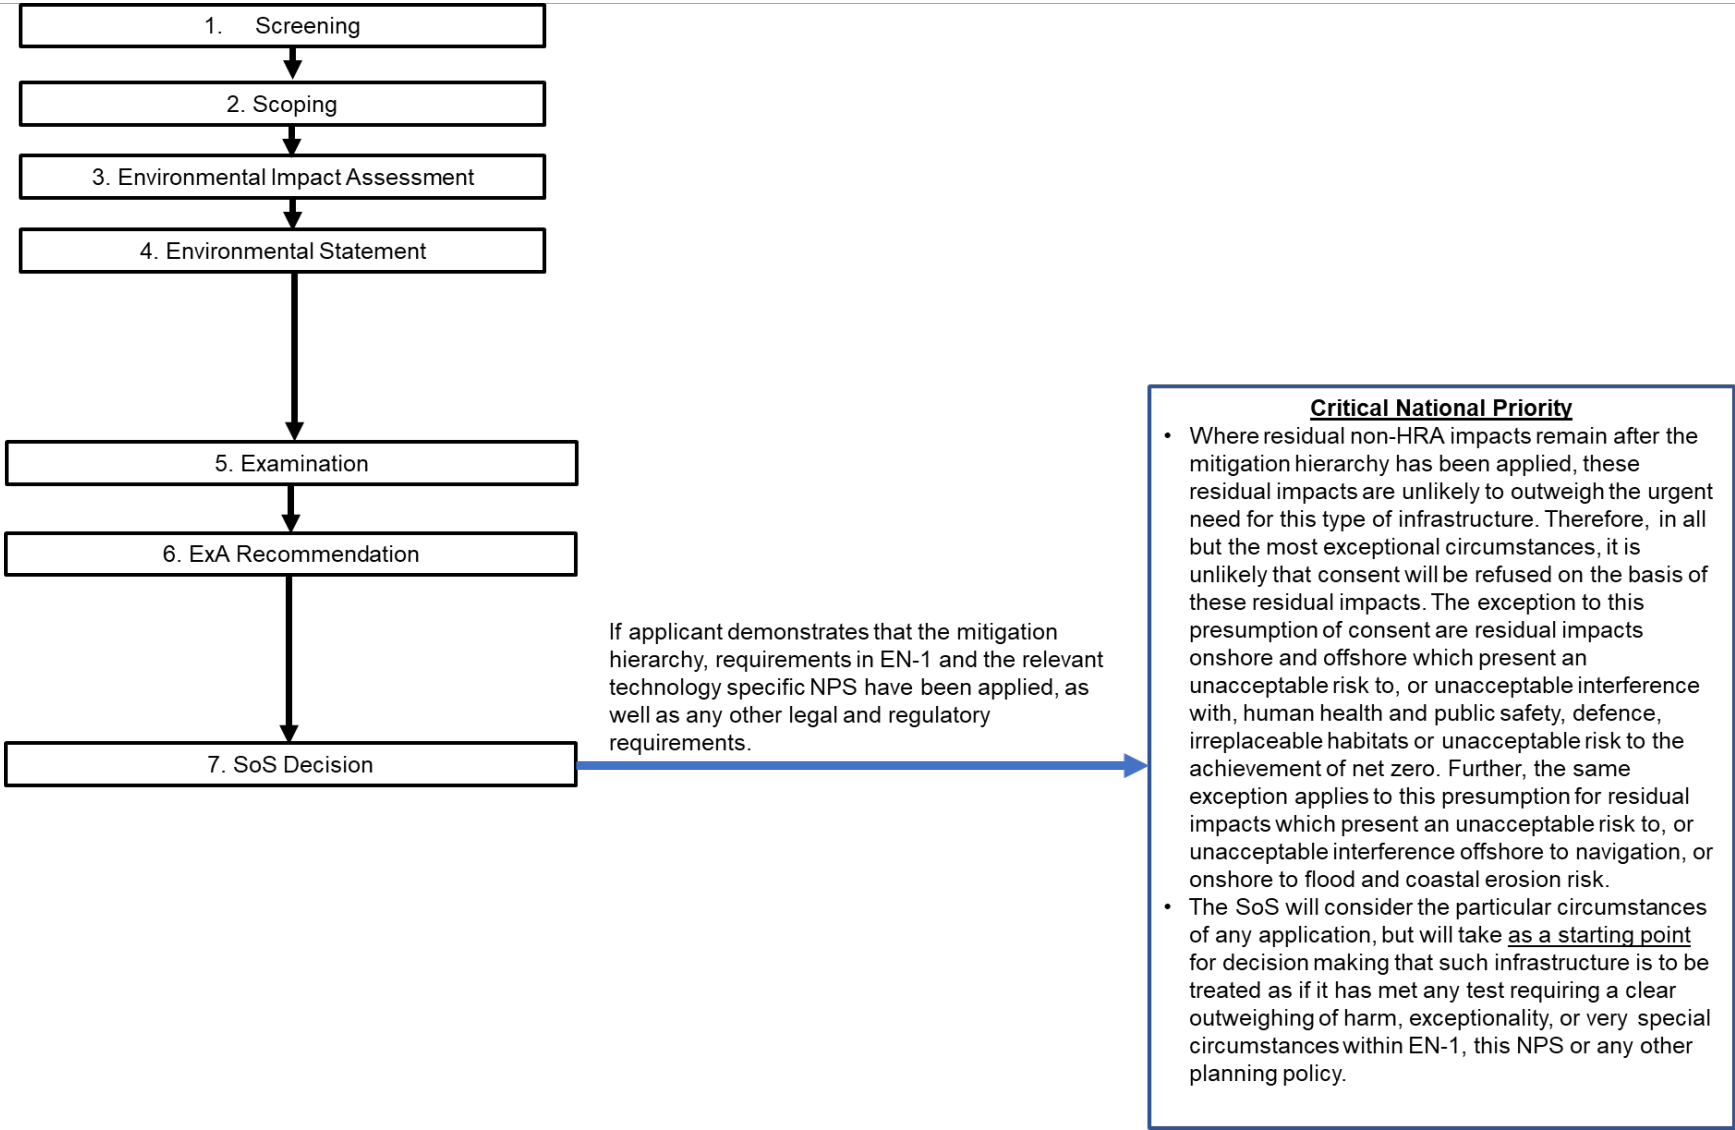 1. Screening
2. Scoping
3. Environmental Impact Assessment
4. Environmental Statement
5. Examination
6. ExA Recommendation
7. SoS Decision
If applicant demonstrates that the mitigation
hierarchy, requirements in EN-1 and the relevant
technology specific NPS have been applied, as
well as any other legal and regulatory
requirements.
Critical National Priority
• Where residual non-HRA impacts remain after the
mitigation hierarchy has been applied, these
residual impacts are unlikely to outweigh the urgent
need for this type of infrastructure. Therefore, in all
but the most exceptional circumstances, it is
unlikely that consent will be refused on the basis of
these residual impacts. The exception to this
presumption of consent are residual impacts
onshore and offshore which present an
unacceptable risk to, or unacceptable interference
with, human health and public safety, defence,
irreplaceable habitats or unacceptable risk to the
achievement of net zero. Further, the same
exception applies to this presumption for residual
impacts which present an unacceptable risk to, or
unacceptable interference offshore to navigation, or
onshore to flood and coastal erosion risk.
• The SoS will consider the particular circumstances
of any application, but will take as a starting point
for decision making that such infrastructure is to be
treated as if it has met any test requiring a clear
outweighing of harm, exceptionality, or very special
circumstances within EN-1, this NPS or any other
planning policy.